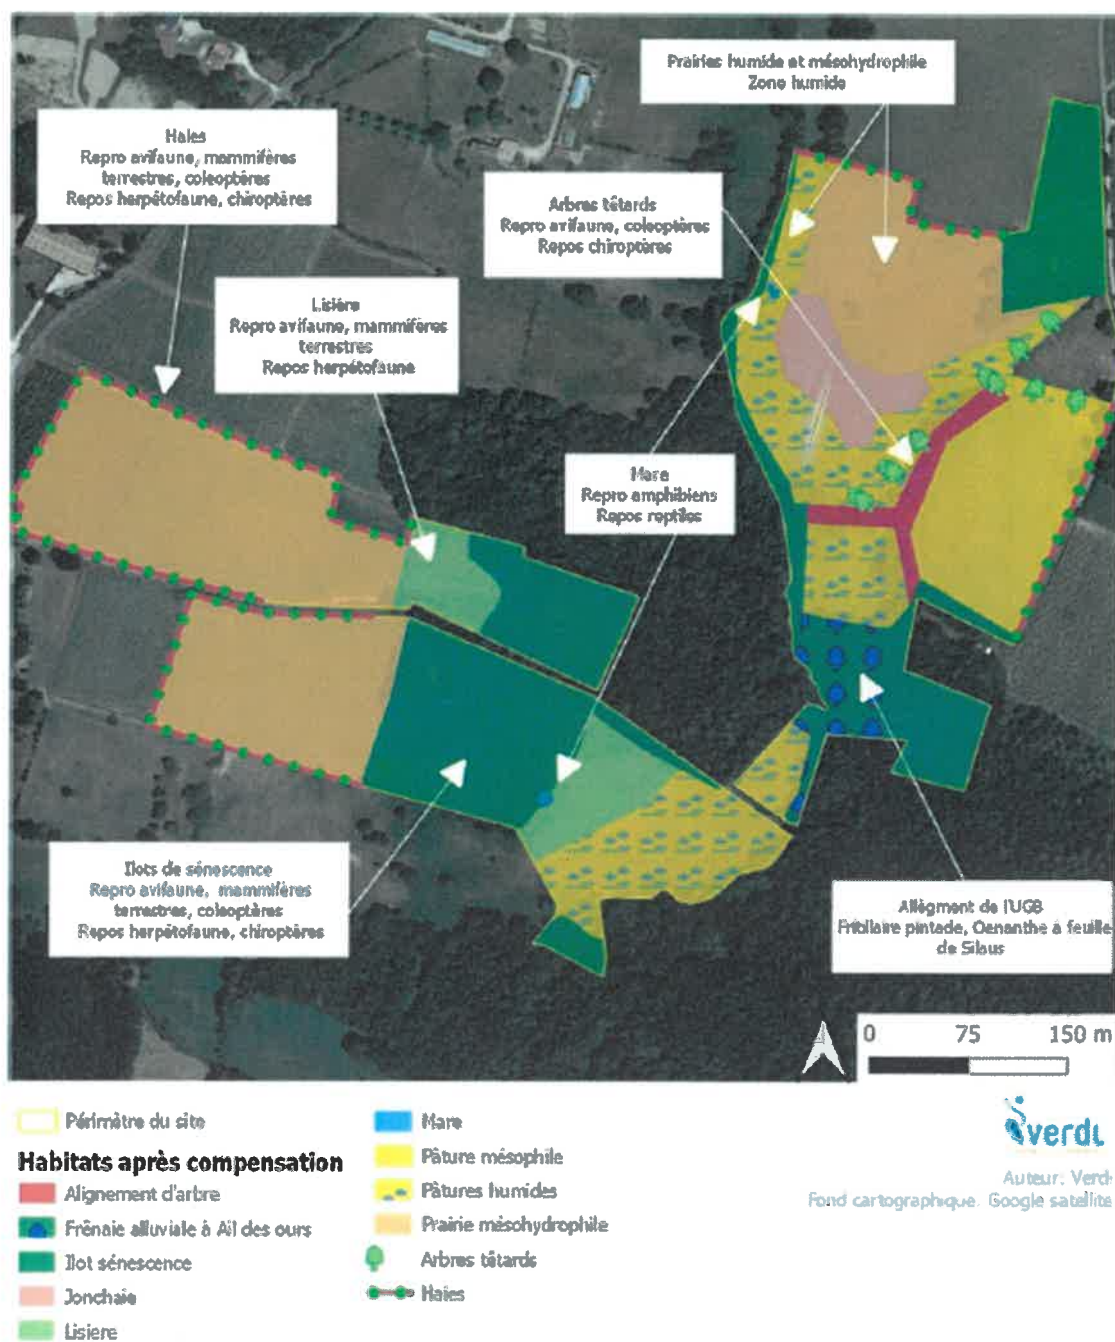 Prairies humide et mésohydrophile
Zone humide
Haies
Repro avifaune, mammifères
terrestres, coleoptères
Repos herpétofaune, chiroptères
Arbres têtards
Repro avifaune, coleoptères
Repos chiroptères
Lisière
Repro avifaune, mammifères
terrestres
Repos herpétofaune
Mare
Repro amphibiens
Repos reptiles
Ilots de sénescence
Repro avifaune, mammifères
terrestres, coleoptères
Repos herpétofaune, chiroptères
Allègment de l'UGB
Fritillaire pintade, Oenanthe à feuille
de Silaus
0 75 150 m
Périmètre du site
Habitats après compensation
Alignement d'arbre
Frênaie alluviale à Ail des ours
Ilot sénescence
Jonchaie
Lisiere
Mare
Pâture mésophile
Pâtures humides
Prairie mésohydrophile
Arbres têtards
Haies
verdi
Auteur: Verdi
Fond cartographique. Google satellite